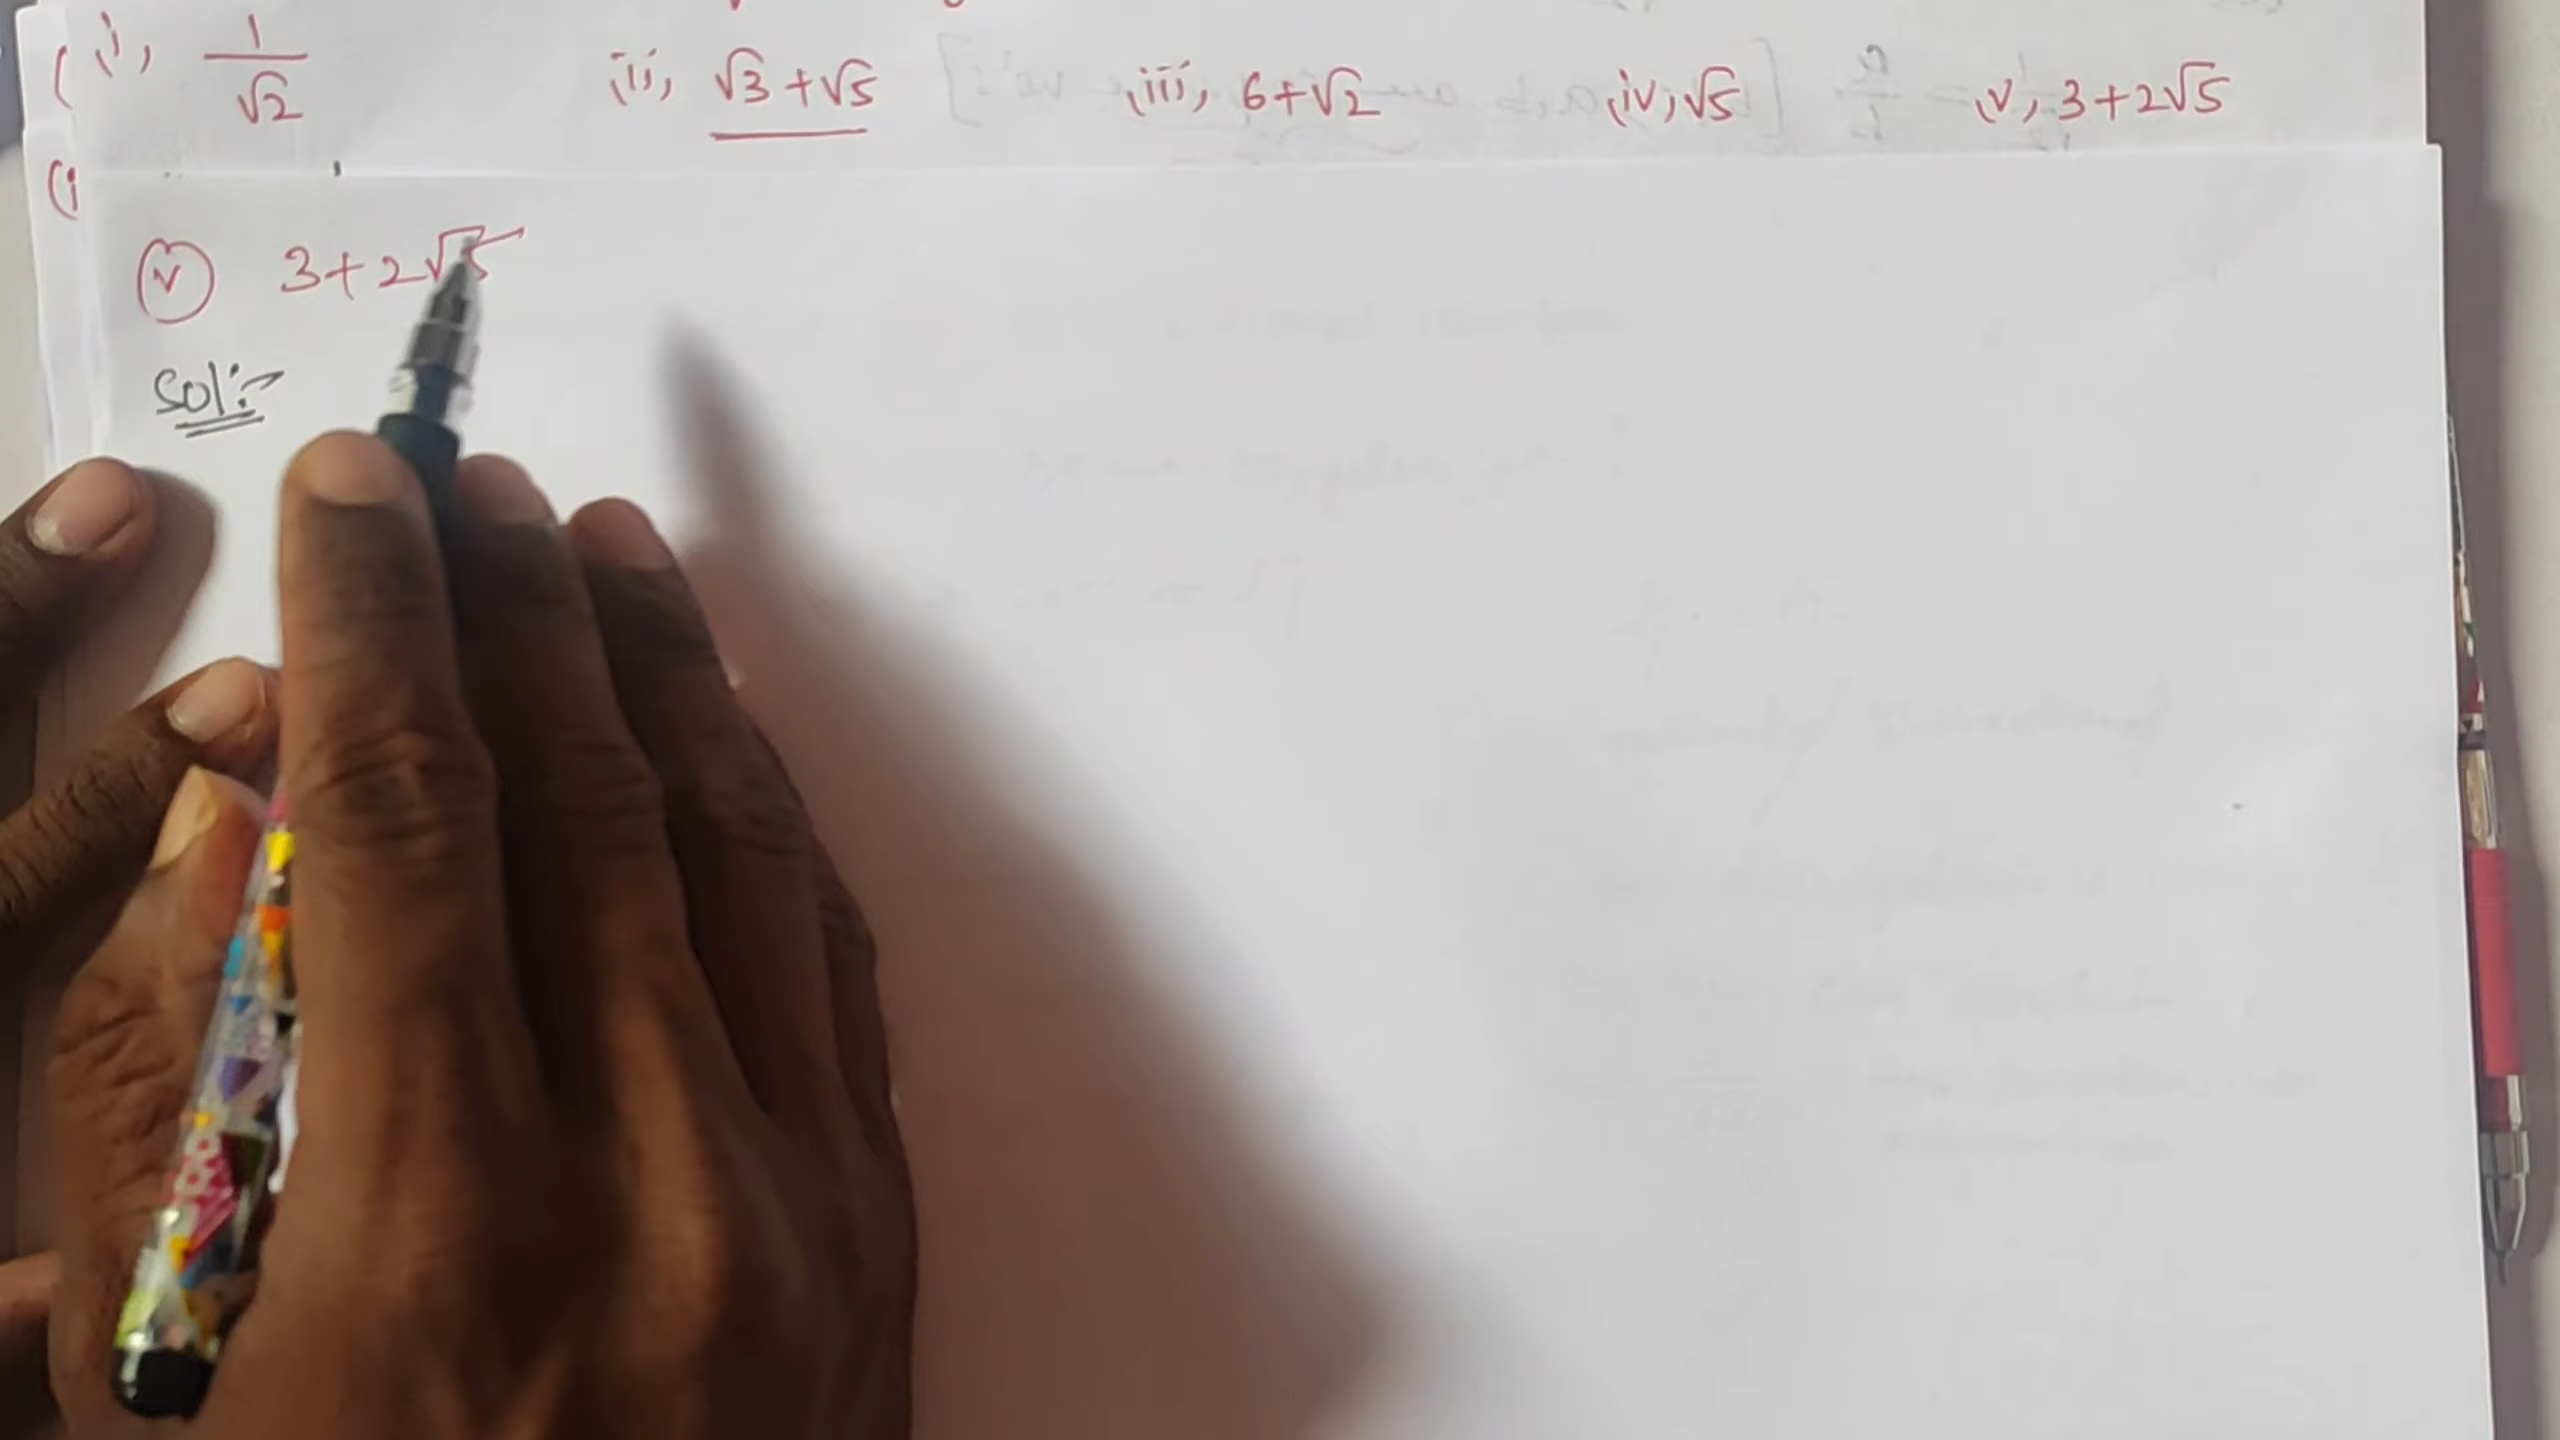 (i, 1/√2 (ii, √3+√5 (iii, 6+√2 (iv, √5 (v, 3+2√5
(i
(v) 3+2√5
Sol:-